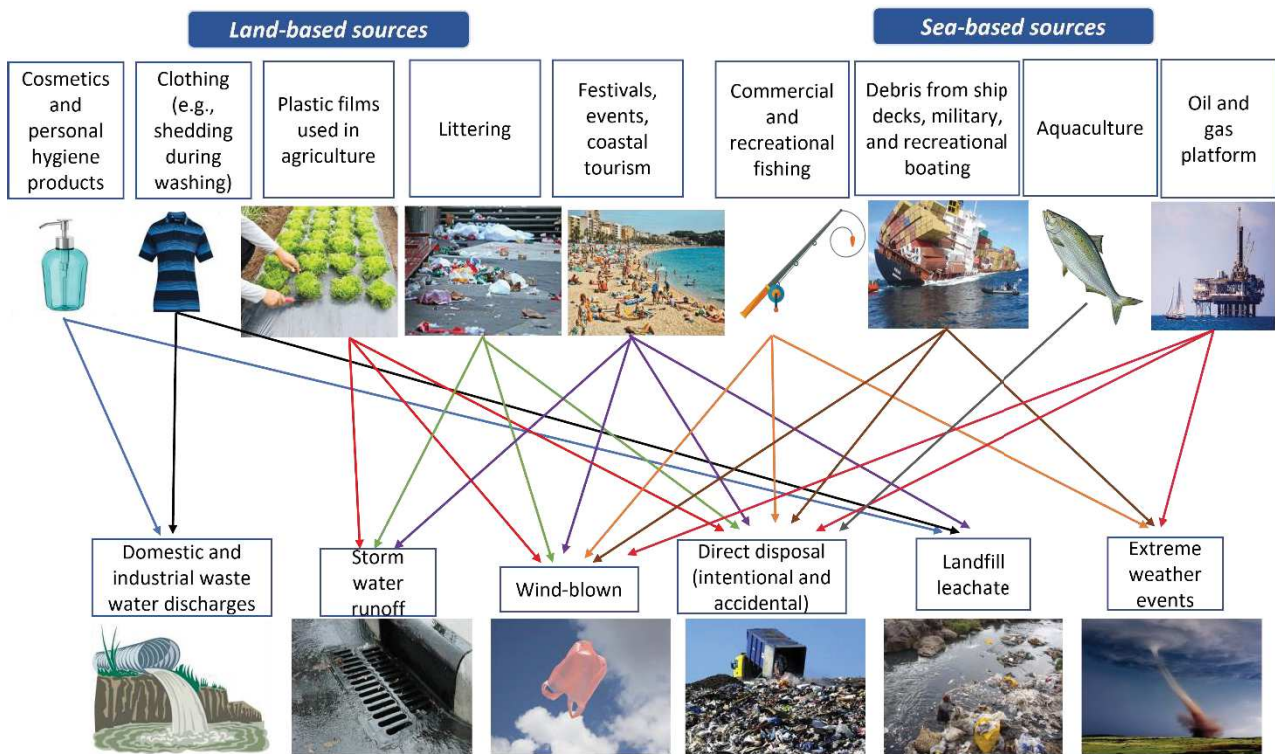 Land-based sources
Sea-based sources
Cosmetics
and
personal
hygiene
products
Clothing
(e.g.,
shedding
during
washing)
Plastic films
used in
agriculture
Littering
Festivals,
events,
coastal
tourism
Commercial
and
recreational
fishing
Debris from ship
decks, military,
and recreational
boating
Aquaculture
Oil and
gas
platform
Domestic and
industrial waste
water discharges
Storm
water
runoff
Wind-blown
Direct disposal
(intentional and
accidental)
Landfill
leachate
Extreme
weather
events